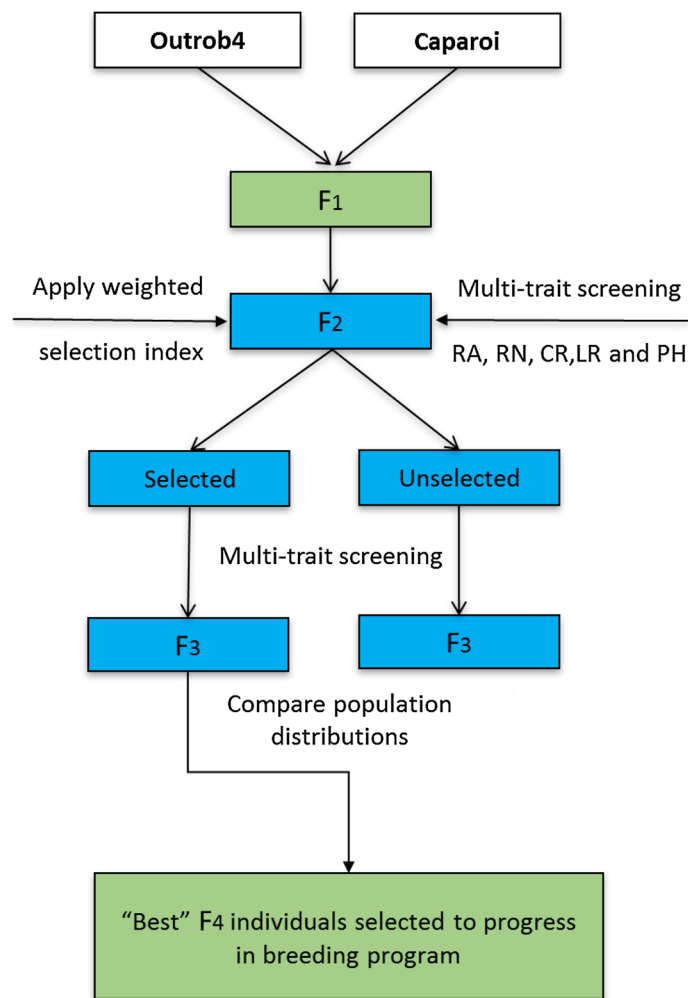 Outrob4
Caparoi
F1
Apply weighted
selection index
F2
Multi-trait screening
RA, RN, CR,LR and PH
Selected
Unselected
Multi-trait screening
F3
F3
Compare population
distributions
“Best” F4 individuals selected to progress
in breeding program